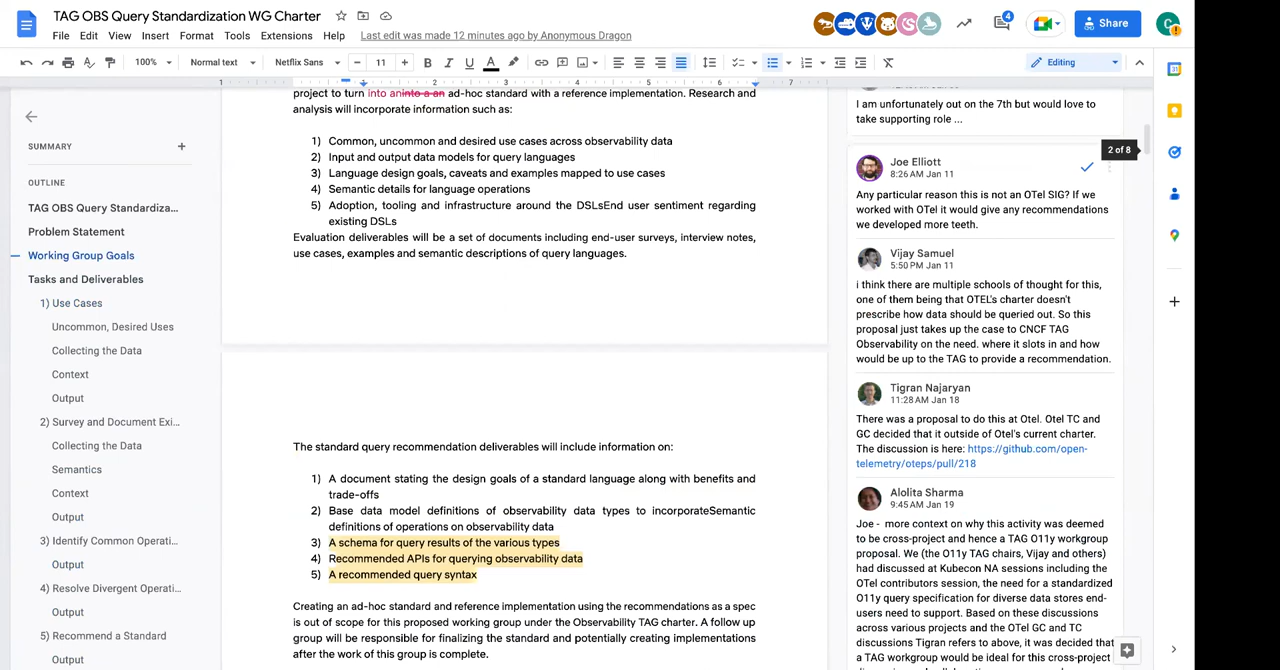 TAG OBS Query Standardization WG Charter
File Edit View Insert Format Tools Extensions Help Last edit was made 12 minutes ago by Anonymous Dragon
4
Share
C
100% Normal text Netflix Sans 11 B I U A Editing
1 1 2 3 4 5 6 7
SUMMARY
OUTLINE
TAG OBS Query Standardiza...
Problem Statement
Working Group Goals
Tasks and Deliverables
1) Use Cases
Uncommon, Desired Uses
Collecting the Data
Context
Output
2) Survey and Document Exi...
Collecting the Data
Semantics
Context
Output
3) Identify Common Operati...
Output
4) Resolve Divergent Operati...
Output
5) Recommend a Standard
Output
project to turn into aninto a an ad-hoc standard with a reference implementation. Research and
analysis will incorporate information such as:
1) Common, uncommon and desired use cases across observability data
2) Input and output data models for query languages
3) Language design goals, caveats and examples mapped to use cases
4) Semantic details for language operations
5) Adoption, tooling and infrastructure around the DSLsEnd user sentiment regarding
existing DSLs
Evaluation deliverables will be a set of documents including end-user surveys, interview notes,
use cases, examples and semantic descriptions of query languages.
The standard query recommendation deliverables will include information on:
1) A document stating the design goals of a standard language along with benefits and
trade-offs
2) Base data model definitions of observability data types to incorporateSemantic
definitions of operations on observability data
3) A schema for query results of the various types
4) Recommended APIs for querying observability data
5) A recommended query syntax
Creating an ad-hoc standard and reference implementation using the recommendations as a spec
is out of scope for this proposed working group under the Observability TAG charter. A follow up
group will be responsible for finalizing the standard and potentially creating implementations
after the work of this group is complete.
I am unfortunately out on the 7th but would love to
take supporting role ...
2 of 8
Joe Elliott
8:26 AM Jan 11
Any particular reason this is not an OTel SIG? If we
worked with OTel it would give any recommendations
we developed more teeth.
Vijay Samuel
5:50 PM Jan 11
i think there are multiple schools of thought for this,
one of them being that OTEL's charter doesn't
prescribe how data should be queried out. So this
proposal just takes up the case to CNCF TAG
Observability on the need. where it slots in and how
would be up to the TAG to provide a recommendation.
Tigran Najaryan
11:28 AM Jan 18
There was a proposal to do this at Otel. Otel TC and
GC decided that it outside of Otel's current charter.
The discussion is here: https://github.com/open-
telemetry/oteps/pull/218
Alolita Sharma
9:45 AM Jan 19
Joe - more context on why this activity was deemed
to be cross-project and hence a TAG O11y workgroup
proposal. We (the O11y TAG chairs, Vijay and others)
had discussed at Kubecon NA sessions including the
OTel contributors session, the need for a standardized
O11y query specification for diverse data stores end-
users need to support. Based on these discussions
across various projects and the OTel GC and TC
discussions Tigran refers to above, it was decided that
a TAG workgroup would be ideal for this cross-project